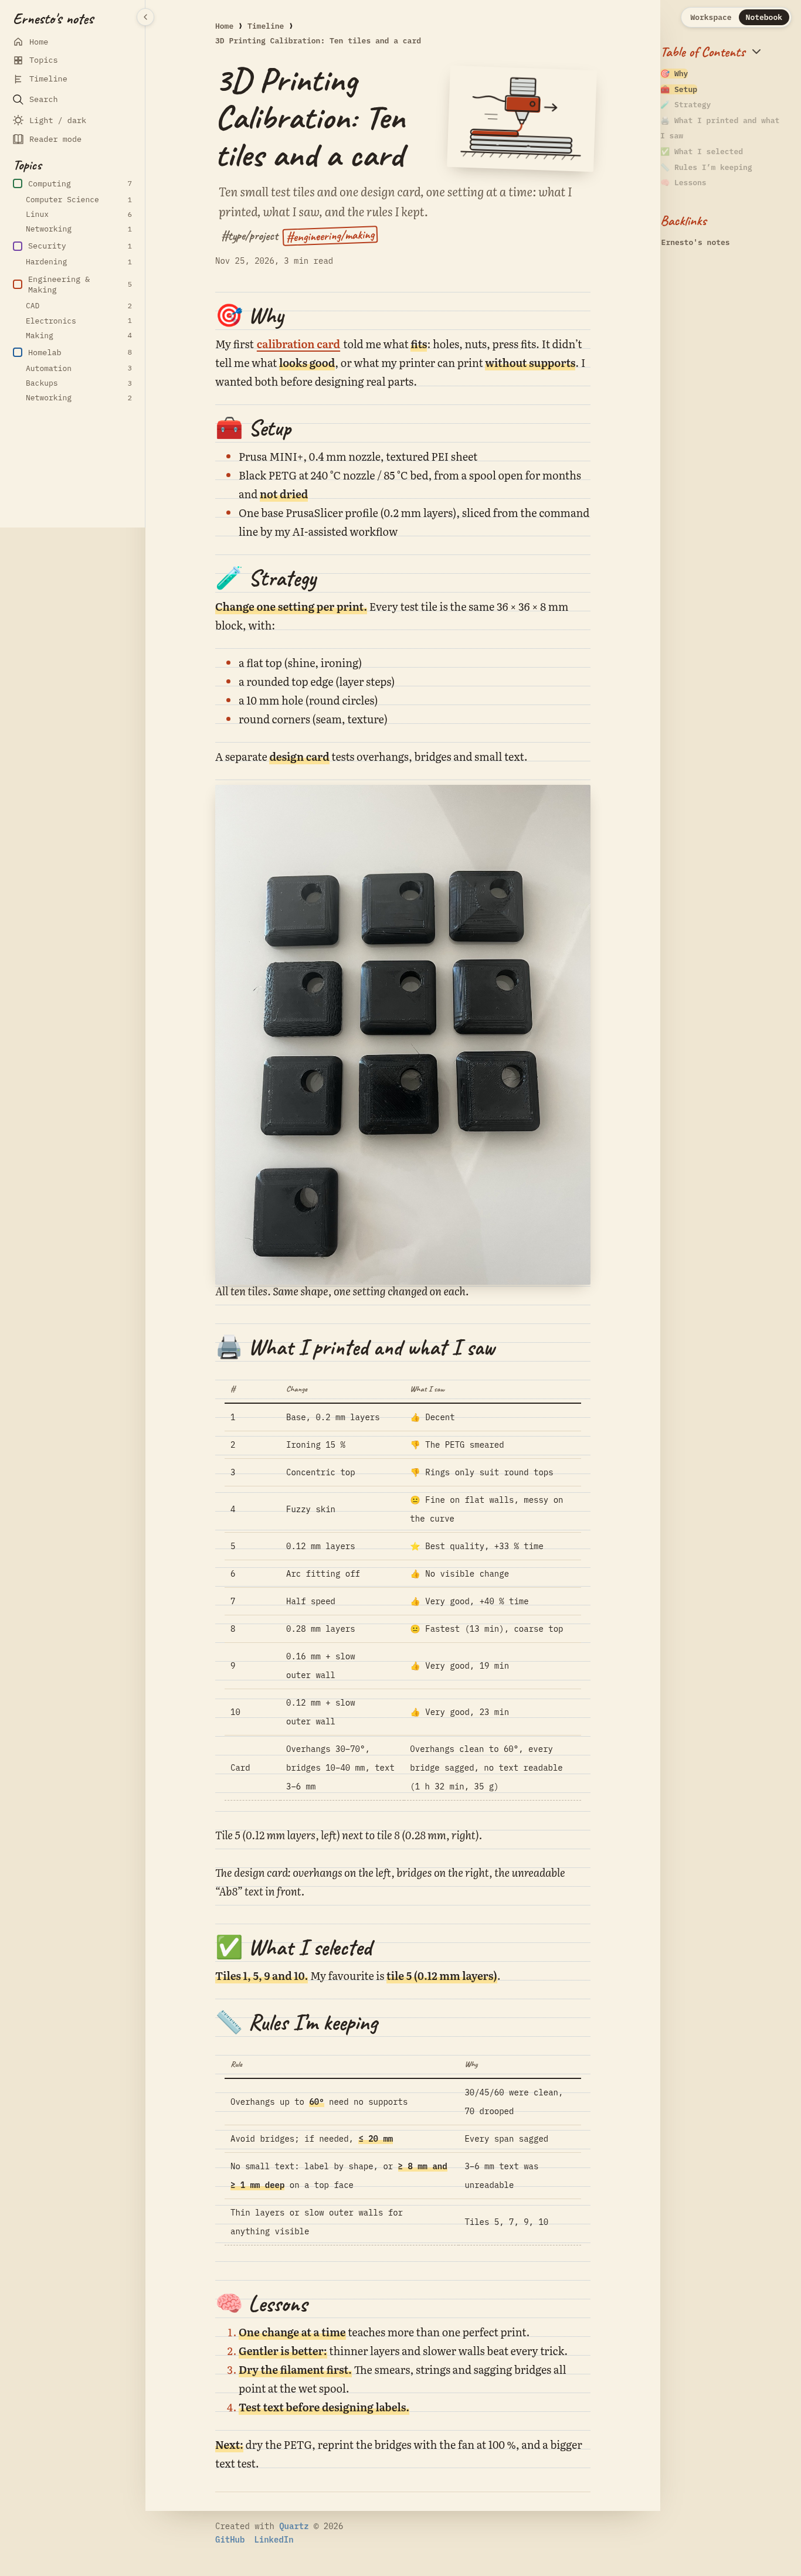 Ernesto's notes
Home
Topics
Timeline
Search
Light / dark
Reader mode
Topics
Computing 7
Computer Science 1
Linux 6
Networking 1
Security 1
Hardening 1
Engineering &
Making 5
CAD 2
Electronics 1
Making 4
Homelab 8
Automation 3
Backups 3
Networking 2
Home ❯ Timeline ❯
3D Printing Calibration: Ten tiles and a card
3D Printing
Calibration: Ten
tiles and a card
Ten small test tiles and one design card, one setting at a time: what I
printed, what I saw, and the rules I kept.
#type/project #engineering/making
Nov 25, 2026, 3 min read
🎯 Why
My first calibration card told me what fits: holes, nuts, press fits. It didn’t
tell me what looks good, or what my printer can print without supports. I
wanted both before designing real parts.
🧰 Setup
• Prusa MINI+, 0.4 mm nozzle, textured PEI sheet
• Black PETG at 240 °C nozzle / 85 °C bed, from a spool open for months
and not dried
• One base PrusaSlicer profile (0.2 mm layers), sliced from the command
line by my AI-assisted workflow
🧪 Strategy
Change one setting per print. Every test tile is the same 36 × 36 × 8 mm
block, with:
• a flat top (shine, ironing)
• a rounded top edge (layer steps)
• a 10 mm hole (round circles)
• round corners (seam, texture)
A separate design card tests overhangs, bridges and small text.
All ten tiles. Same shape, one setting changed on each.
🖨️ What I printed and what I saw
# Change What I saw
1 Base, 0.2 mm layers 👍 Decent
2 Ironing 15 % 👎 The PETG smeared
3 Concentric top 👎 Rings only suit round tops
4 Fuzzy skin 😐 Fine on flat walls, messy on
the curve
5 0.12 mm layers ⭐ Best quality, +33 % time
6 Arc fitting off 👍 No visible change
7 Half speed 👍 Very good, +40 % time
8 0.28 mm layers 😐 Fastest (13 min), coarse top
9 0.16 mm + slow
outer wall 👍 Very good, 19 min
10 0.12 mm + slow
outer wall 👍 Very good, 23 min
Card Overhangs 30–70°,
bridges 10–40 mm, text
3–6 mm
Overhangs clean to 60°, every
bridge sagged, no text readable
(1 h 32 min, 35 g)
Tile 5 (0.12 mm layers, left) next to tile 8 (0.28 mm, right).
The design card: overhangs on the left, bridges on the right, the unreadable
“Ab8” text in front.
✅ What I selected
Tiles 1, 5, 9 and 10. My favourite is tile 5 (0.12 mm layers).
📏 Rules I’m keeping
Rule Why
Overhangs up to 60° need no supports
30/45/60 were clean,
70 drooped
Avoid bridges; if needed, ≤ 20 mm Every span sagged
No small text: label by shape, or ≥ 8 mm and
≥ 1 mm deep on a top face
3–6 mm text was
unreadable
Thin layers or slow outer walls for
anything visible
Tiles 5, 7, 9, 10
🧠 Lessons
1. One change at a time teaches more than one perfect print.
2. Gentler is better: thinner layers and slower walls beat every trick.
3. Dry the filament first. The smears, strings and sagging bridges all
point at the wet spool.
4. Test text before designing labels.
Next: dry the PETG, reprint the bridges with the fan at 100 %, and a bigger
text test.
Created with Quartz © 2026
GitHub LinkedIn
Workspace Notebook
Table of Contents
🎯 Why
🧰 Setup
🧪 Strategy
🖨️ What I printed and what
I saw
✅ What I selected
📏 Rules I’m keeping
🧠 Lessons
Backlinks
Ernesto's notes